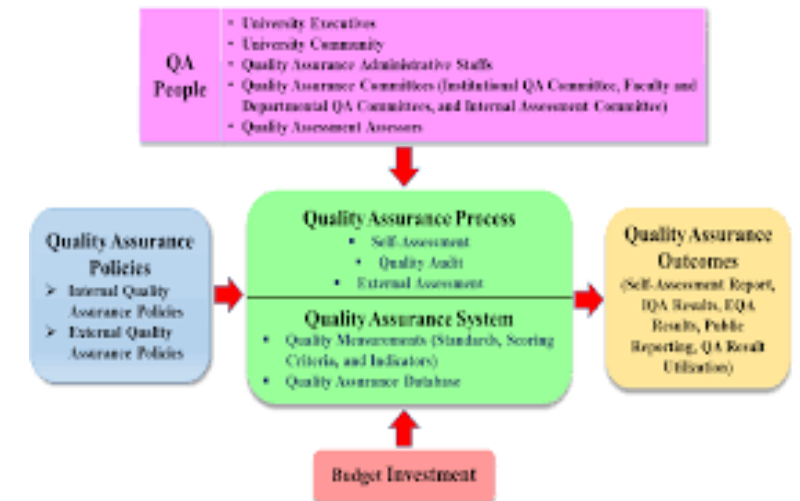 QA
People
• University Executives
• University Community
• Quality Assurance Administrative Staffs
• Quality Assurance Committees (Institutional QA Committee, Faculty and
Departmental QA Committees, and Internal Assessment Committee)
• Quality Assessment Assessors
Quality Assurance
Policies
➤ Internal Quality
Assurance Policies
➤ External Quality
Assurance Policies
Quality Assurance Process
• Self-Assessment
• Quality Audit
• External Assessment
Quality Assurance System
• Quality Measurements (Standards, Scoring
Criteria, and Indicators)
• Quality Assurance Database
Quality Assurance
Outcomes
(Self-Assessment Report,
IQA Results, EQA
Results, Public
Reporting, QA Result
Utilization)
Budget Investment